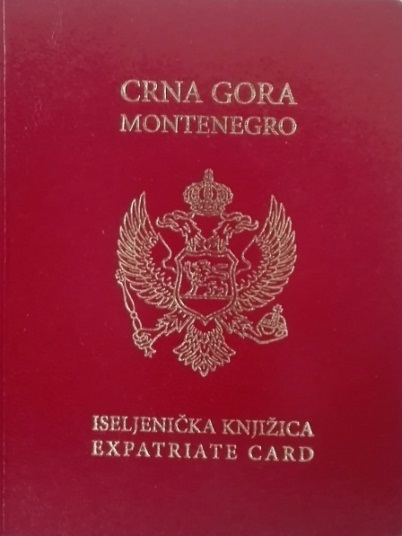 CRNA GORA
MONTENEGRO
ISELJENIČKA KNJIŽICA
EXPATRIATE CARD